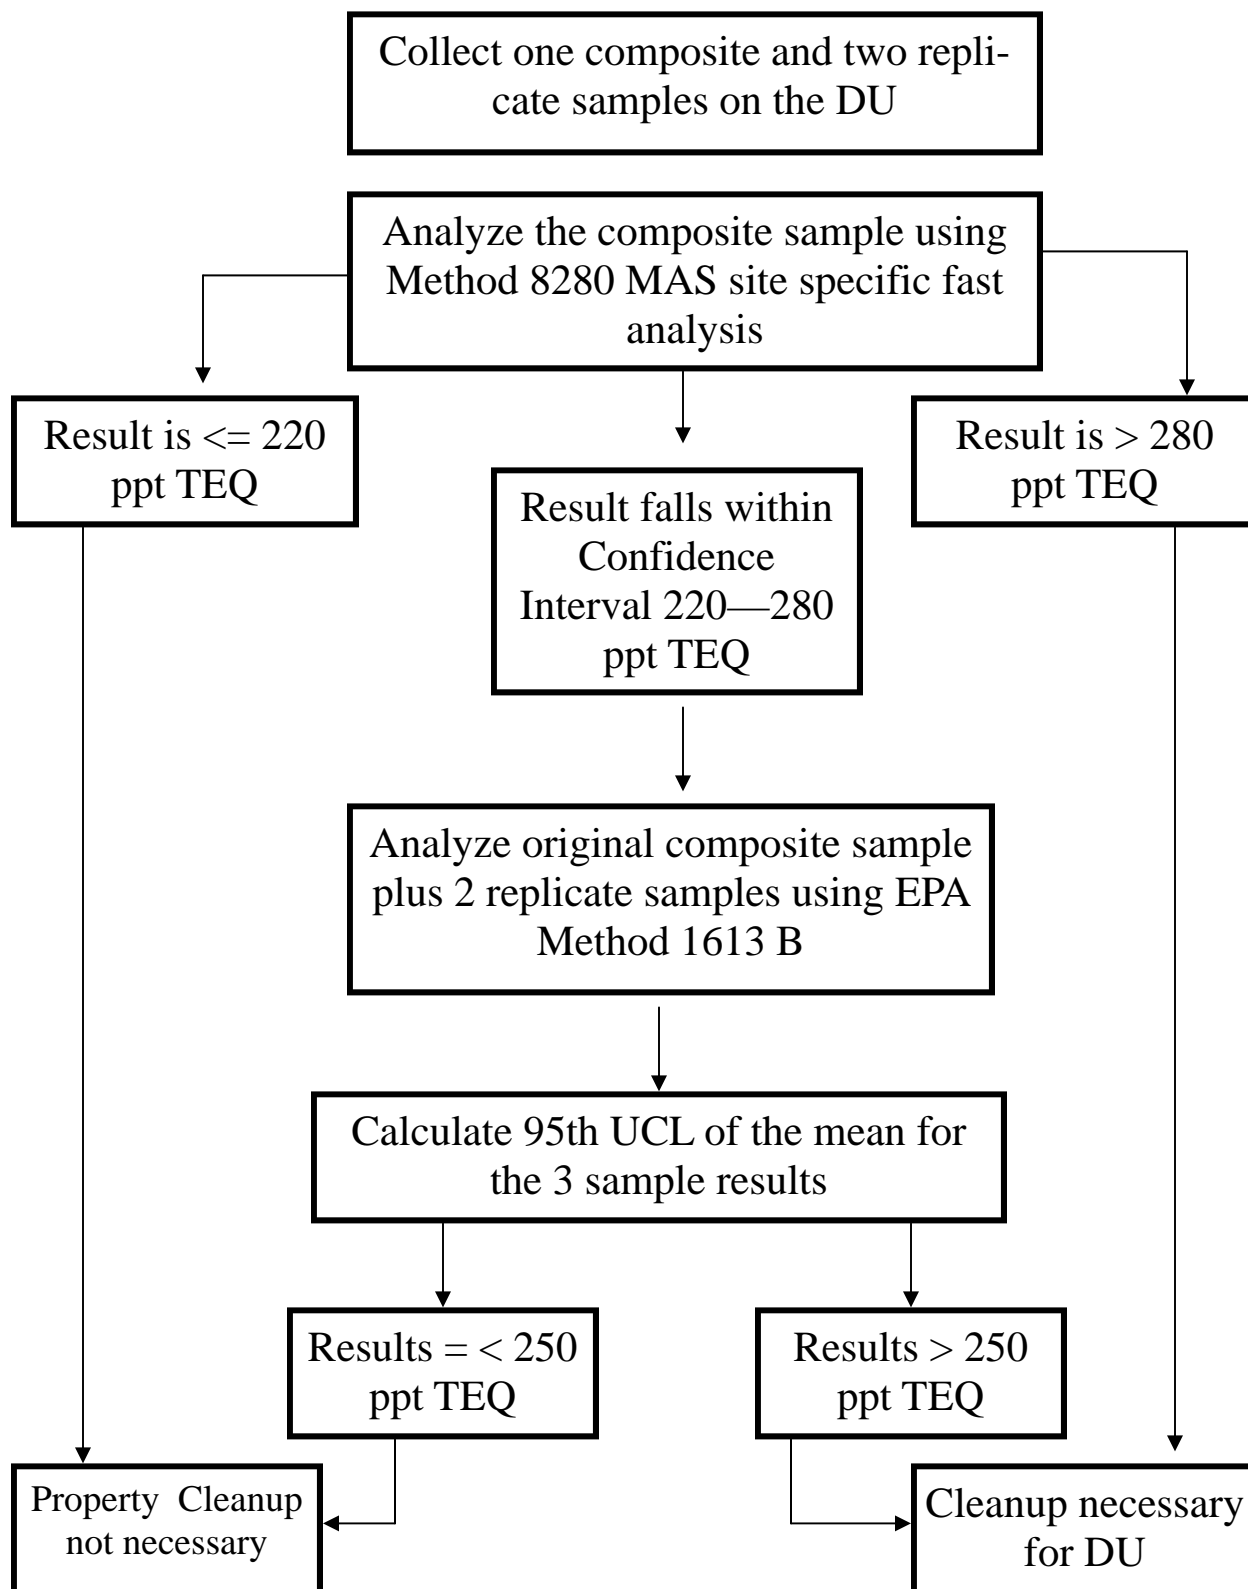 Collect one composite and two repli-
cate samples on the DU
Analyze the composite sample using
Method 8280 MAS site specific fast
analysis
Result is <= 220
ppt TEQ
Result is > 280
ppt TEQ
Result falls within
Confidence
Interval 220—280
ppt TEQ
Analyze original composite sample
plus 2 replicate samples using EPA
Method 1613 B
Calculate 95th UCL of the mean for
the 3 sample results
Results = < 250
ppt TEQ
Results > 250
ppt TEQ
Property Cleanup
not necessary
Cleanup necessary
for DU